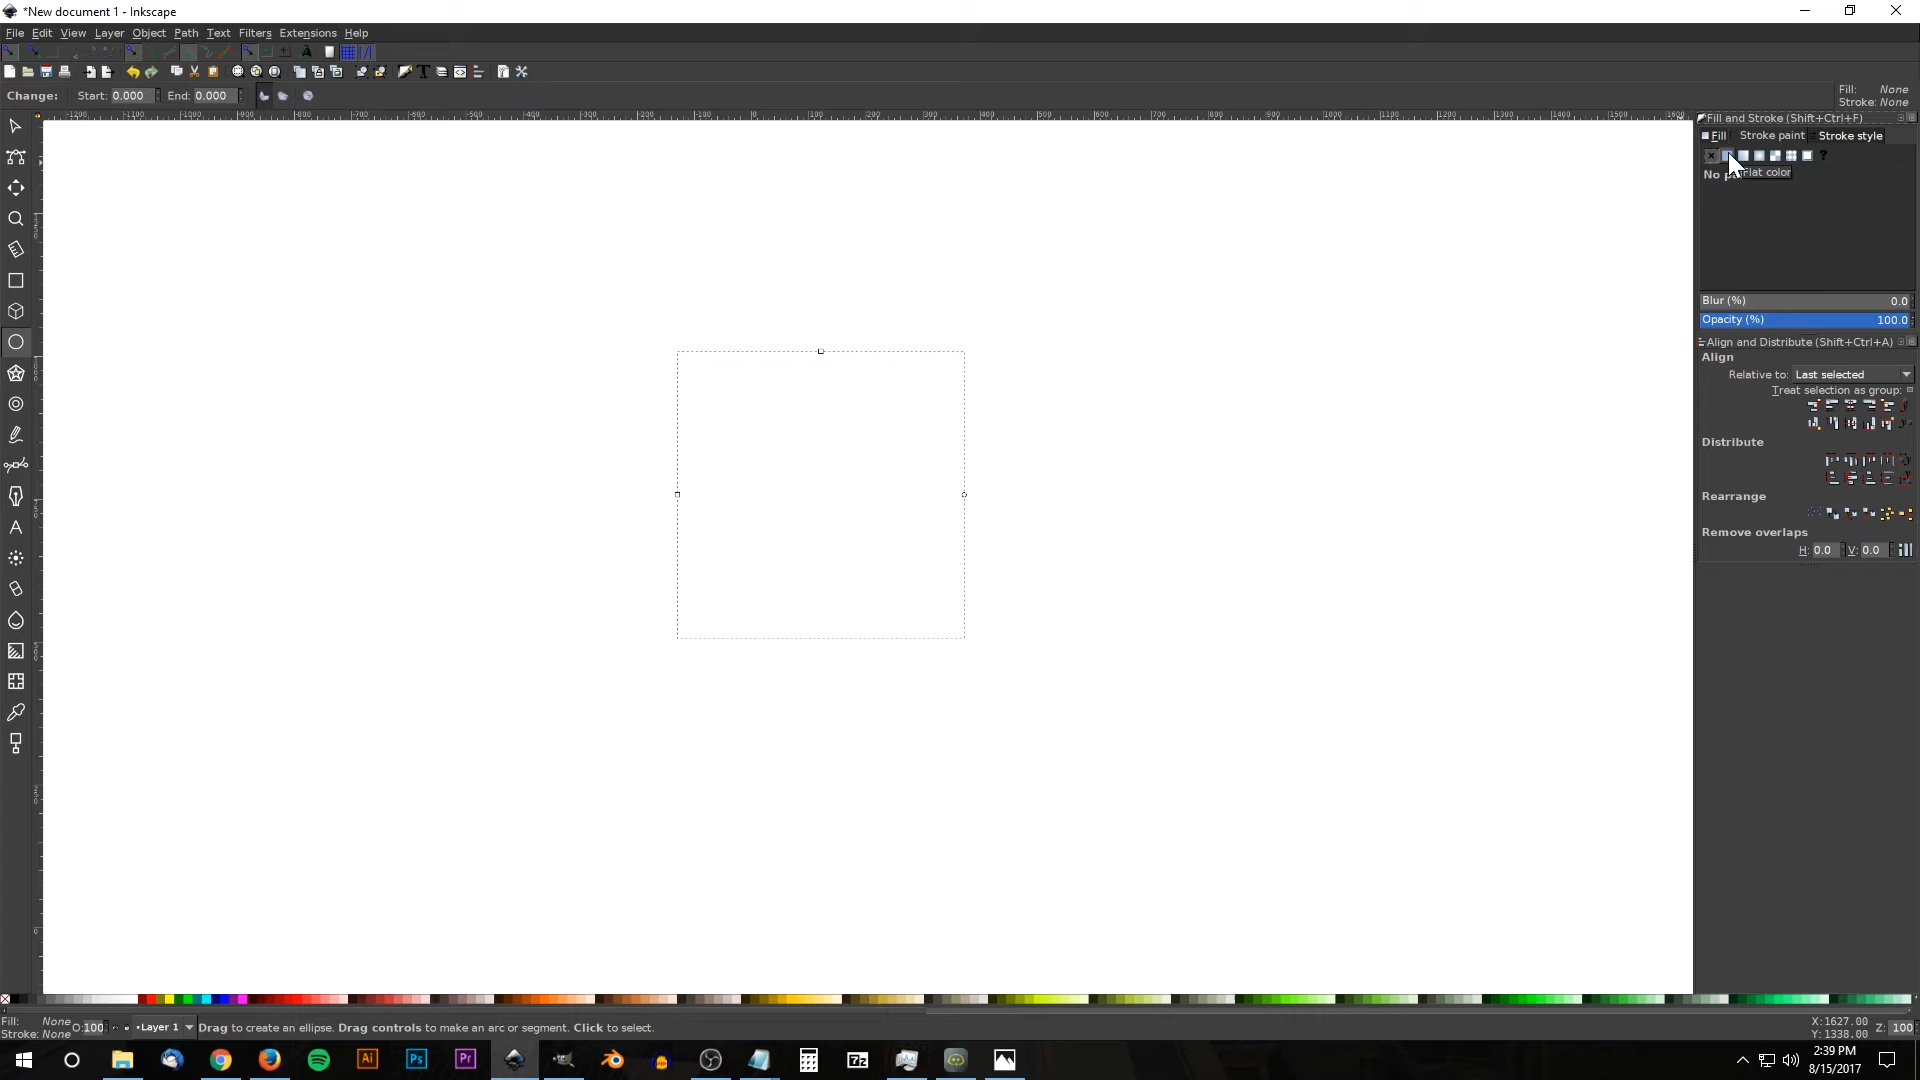 *New document 1 - Inkscape
File Edit View Layer Object Path Text Filters Extensions Help
Change: Start: 0.000 End: 0.000
Fill: None
Stroke: None
Fill and Stroke (Shift+Ctrl+F)
Fill Stroke paint Stroke style
Flat color
Blur (%) 0.0
Opacity (%) 100.0
Align and Distribute (Shift+Ctrl+A)
Align
Relative to: Last selected
Treat selection as group:
Distribute
Rearrange
Remove overlaps
H: 0.0 V: 0.0
Fill: None
Stroke: None
O:100
•Layer 1
Drag to create an ellipse. Drag controls to make an arc or segment. Click to select.
X:1627.00
Y:1338.00
Z: 100
Ai Ps Pr
7z
2:39 PM
8/15/2017